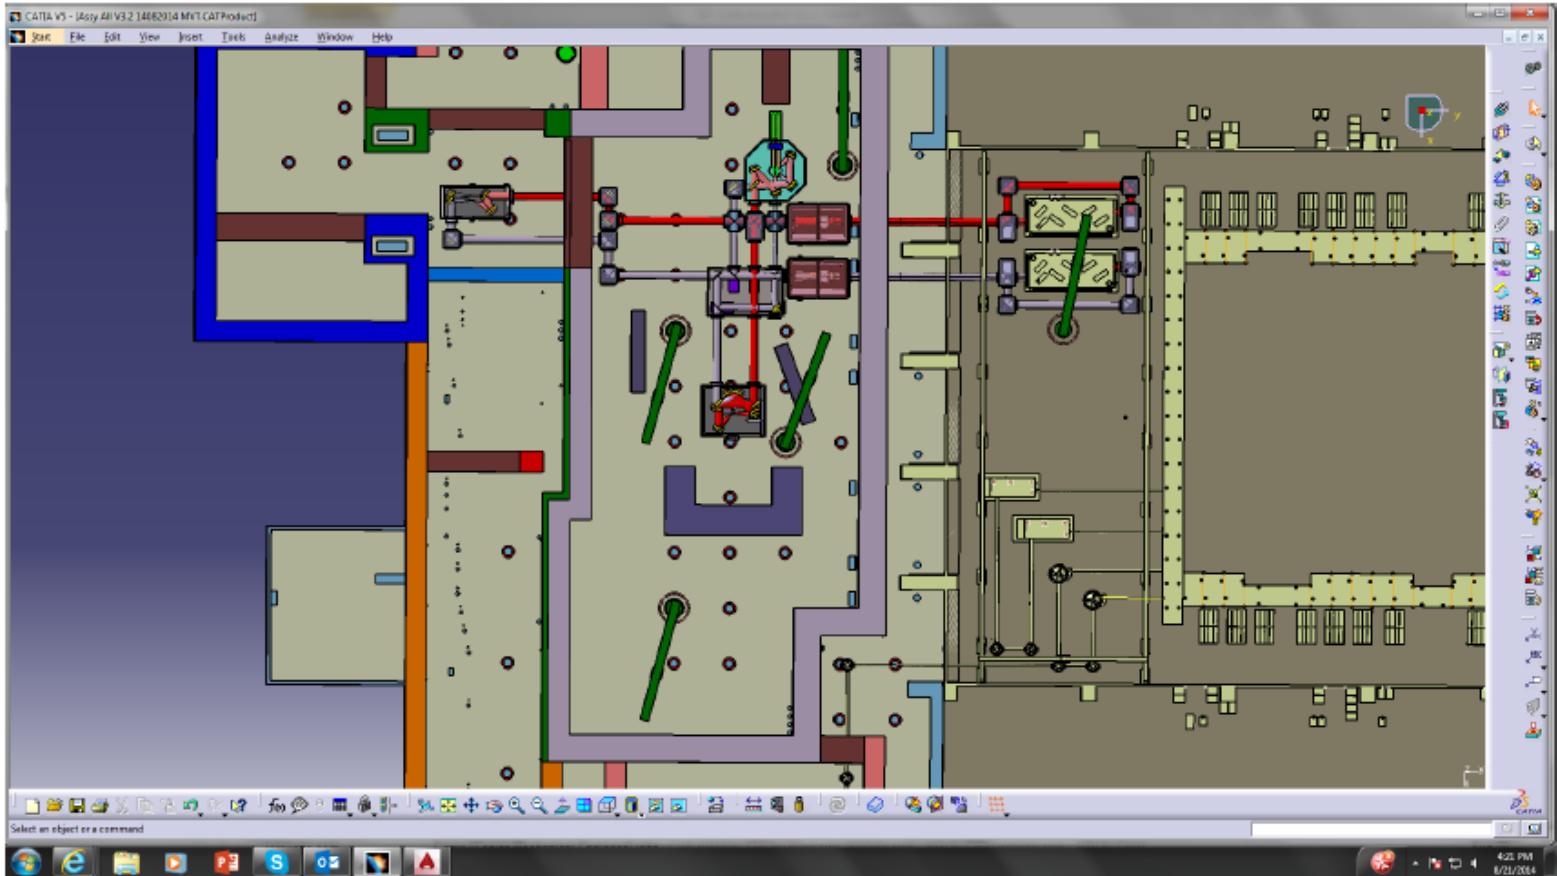 CATIA V5 - [Assy All V3.2 14082014 MVT.CATProduct]
Start File Edit View Insert Tools Analyze Window Help
y
x
f(x)
CATIA
Select an object or a command
4:21 PM
8/21/2014